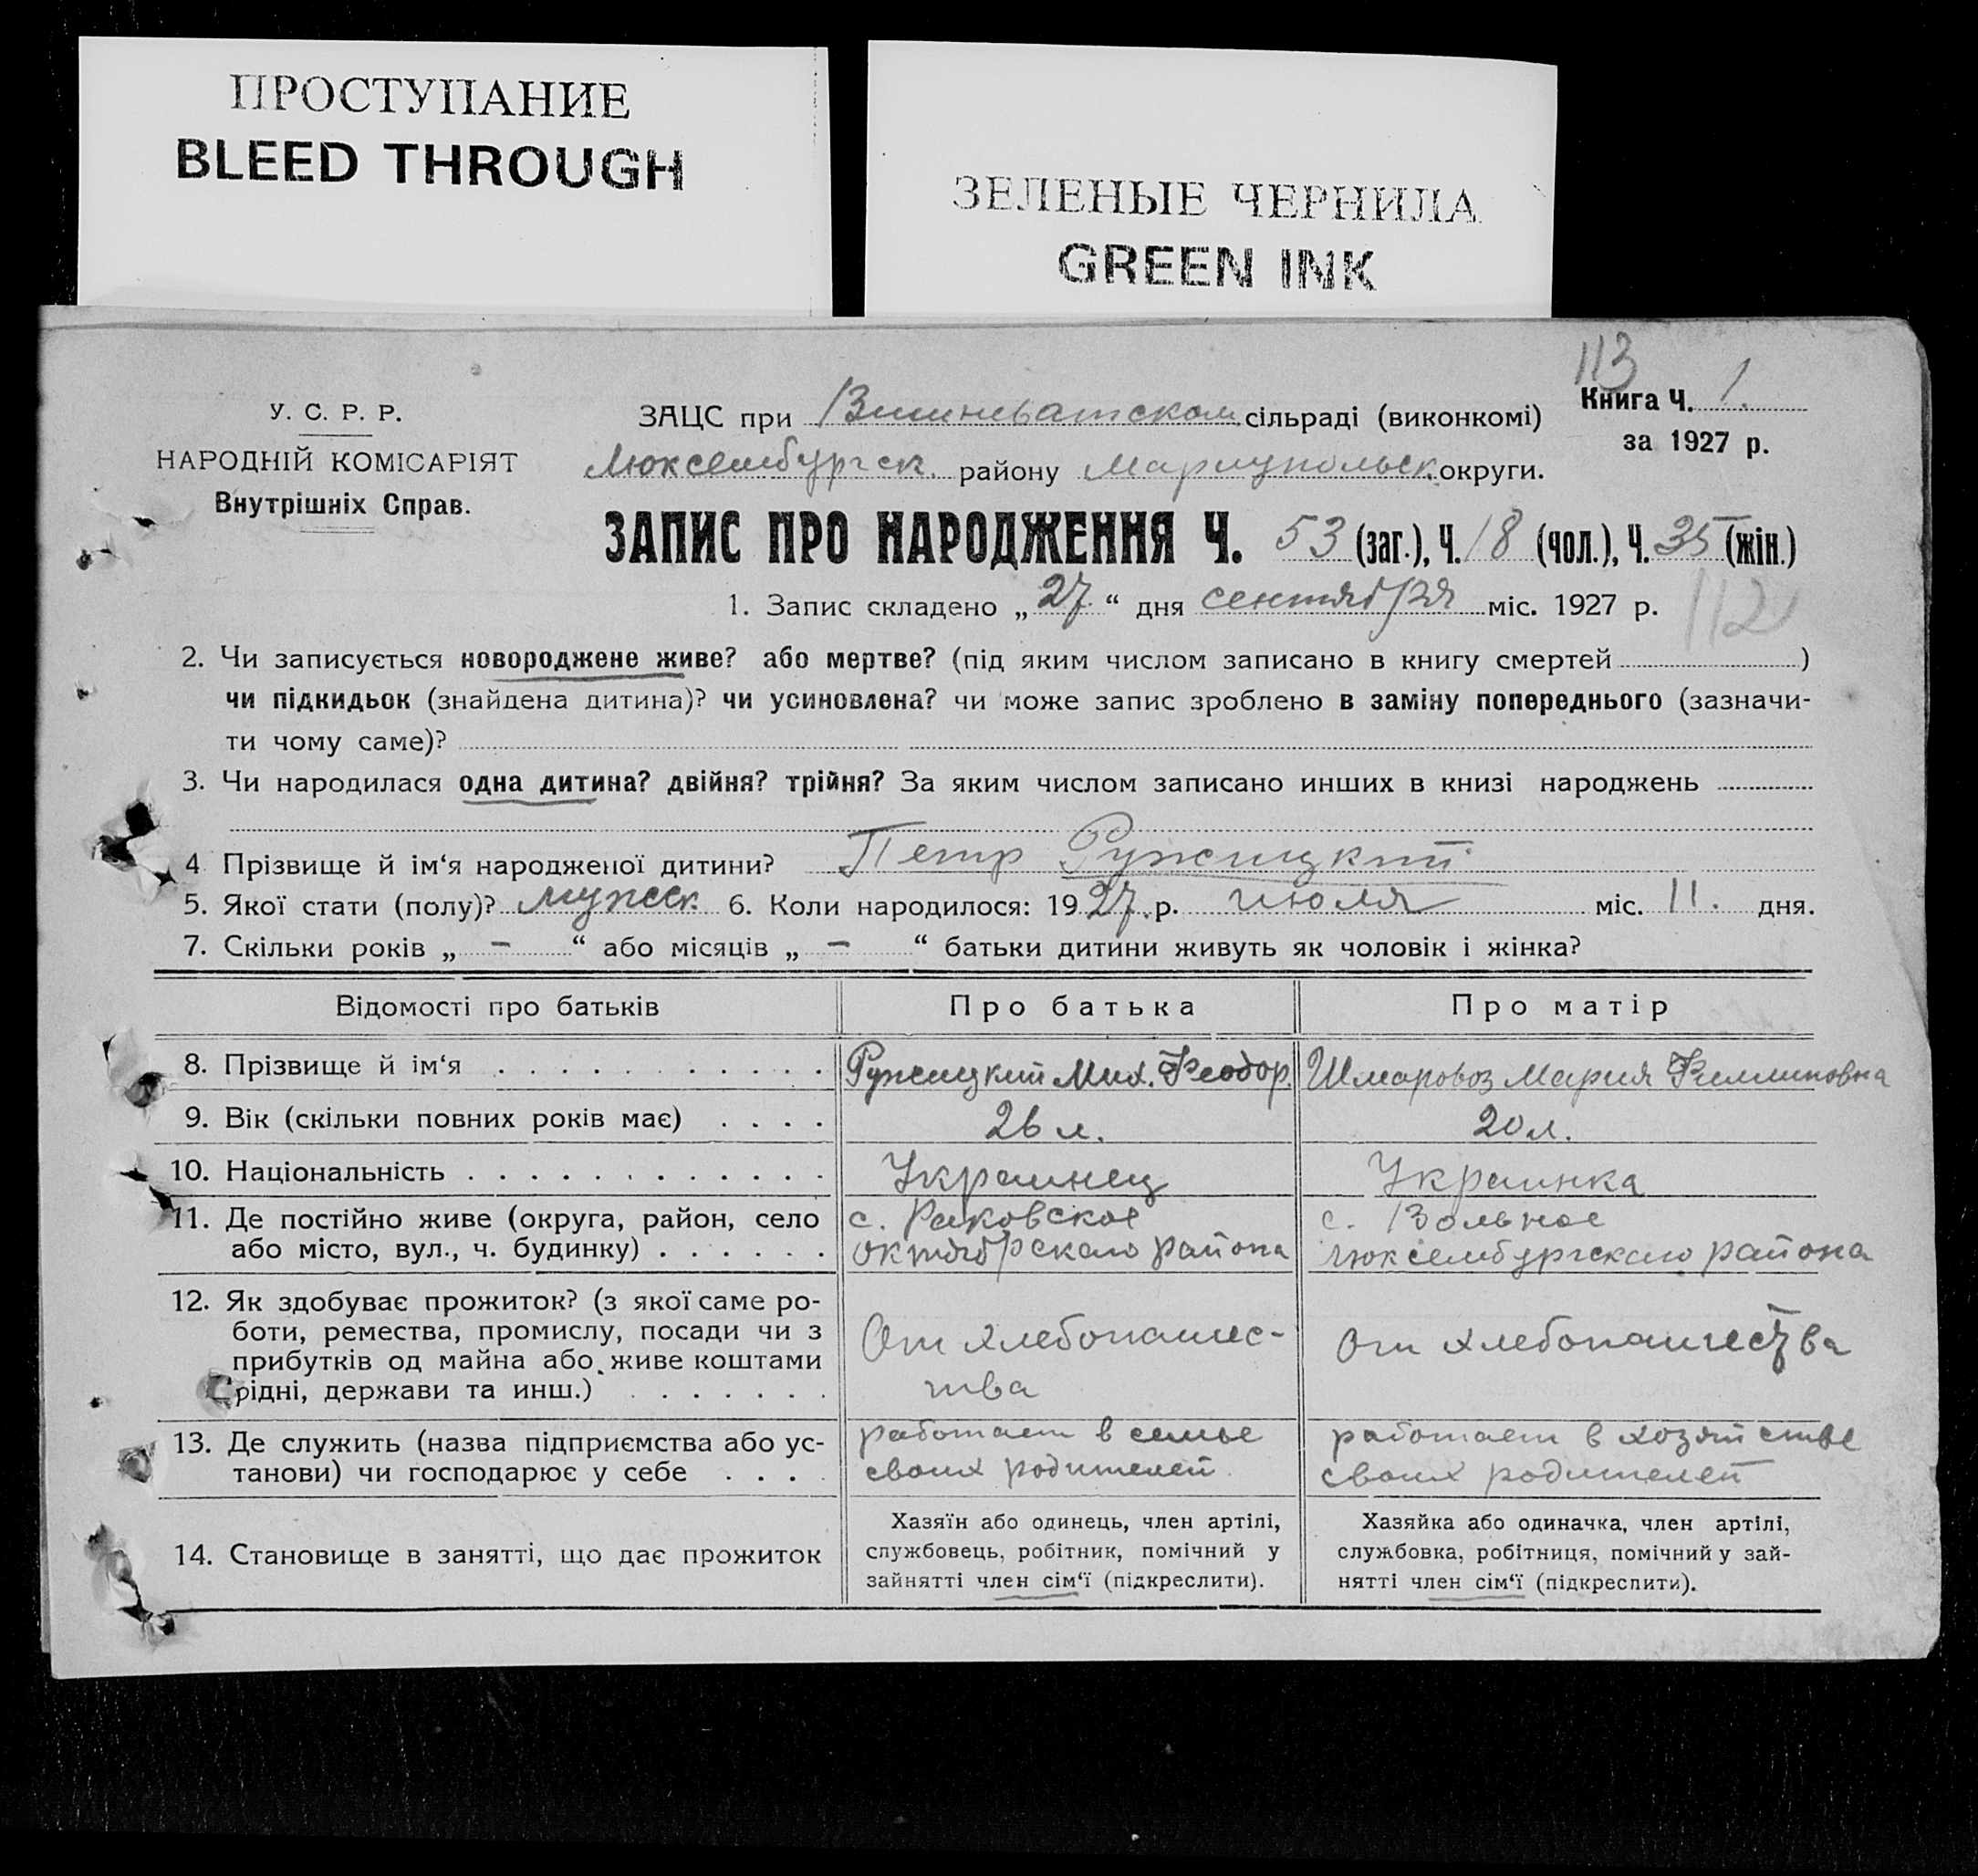 ПРОСТУПАНИЕ
BLEED THROUGH
ЗЕЛЕНЫЕ ЧЕРНИЛА
GREEN INK
113
У. С. Р. Р.
НАРОДНІЙ КОМІСАРІЯТ
Внутрішніх Справ.
ЗАЦС при Вишневатском сільраді (виконкомі)
Люксембургск. району Мариупольск. округи.
Книга Ч. 1.
за 1927 р.
ЗАПИС ПРО НАРОДЖЕННЯ Ч. 53 (заг.), Ч. 18 (чол.), Ч. 35 (жін.)
1. Запис складено „ 27 “ дня сентября міс. 1927 р.
112
2. Чи записується новороджене живе? або мертве? (під яким числом записано в книгу смертей )
чи підкидьок (знайдена дитина)? чи усиновлена? чи може запис зроблено в заміну попереднього (зазначи-
ти чому саме)?
3. Чи народилася одна дитина? двійня? трійня? За яким числом записано инших в книзі народжень
4 Прізвище й ім‘я народженої дитини? Петр Ружицкий
5. Якої стати (полу)? мужск. 6. Коли народилося: 1927. р. июля міс. 11. дня.
7. Скільки років „ – “ або місяців „ – “ батьки дитини живуть як чоловік і жінка?
Відомості про батьків Про батька Про матір
8. Прізвище й ім‘я . . . . . . . . . . . Ружицкий Мих. Феодор. Шмаровоз Мария Филипповна
9. Вік (скільки повних років має) . . . . 26 л. 20 л.
10. Національність . . . . . . . . . . . . . Украинец Украинка
11. Де постійно живе (округа, район, село
або місто, вул., ч. будинку) . . . . . .
с. Раковское
октябрского района
с. Вольное
люксембургского района
12. Як здобуває прожиток? (з якої саме ро-
боти, ремества, промислу, посади чи з
прибутків од майна або живе коштами
рідні, держави та инш.) . . . . . . .
От хлебопашес-
тва
от хлебопашества
13. Де служить (назва підприємства або ус-
танови) чи господарює у себе . . . .
работает в семье
своих родителей
работает в хозяйстве
своих родителей
14. Становище в занятті, що дає прожиток
Хазяїн або одинець, член артілі,
службовець, робітник, помічний у
зайнятті член сім‘ї (підкреслити).
Хазяйка або одиначка, член артілі,
службовка, робітниця, помічний у зай-
нятті член сім‘ї (підкреслити).